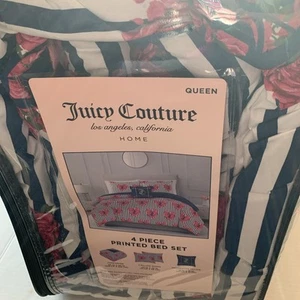 QUEEN
Juicy Couture
los angeles, california
HOME
4 PIECE
PRINTED BED SET